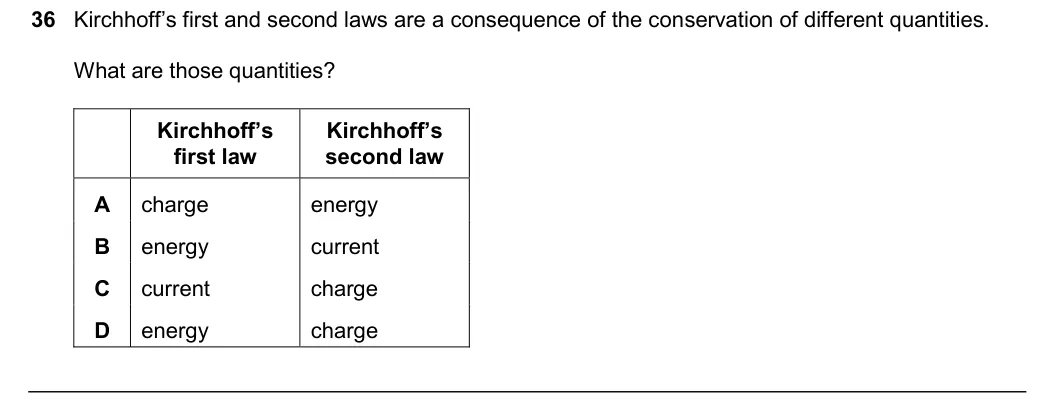 36 Kirchhoff’s first and second laws are a consequence of the conservation of different quantities.
What are those quantities?
Kirchhoff’s first law Kirchhoff’s second law
A charge energy
B energy current
C current charge
D energy charge